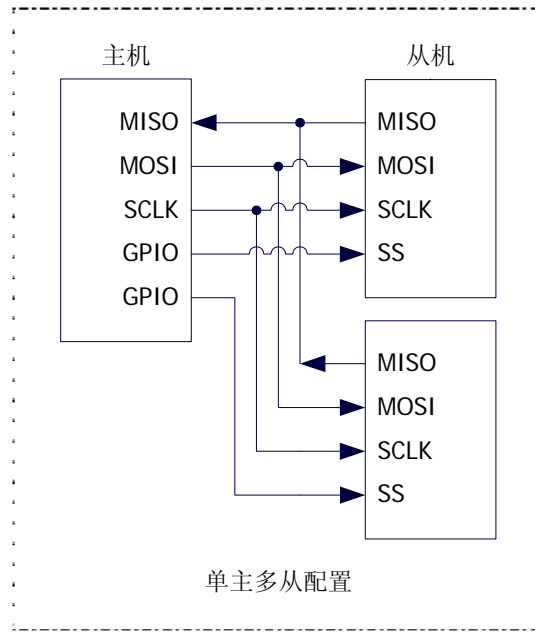 主机
MISO
MOSI
SCLK
GPIO
GPIO
从机
MISO
MOSI
SCLK
SS
MISO
MOSI
SCLK
SS
单主多从配置